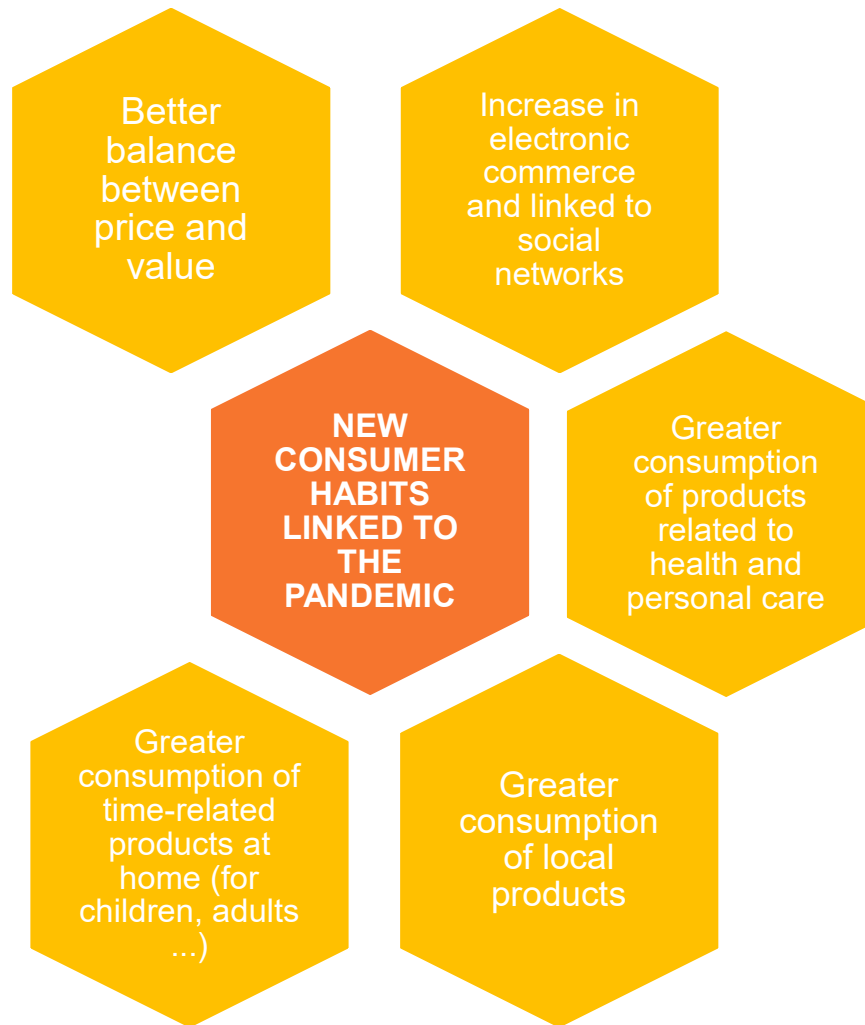 Better
balance
between
price and
value
Increase in
electronic
commerce
and linked to
social
networks
NEW
CONSUMER
HABITS
LINKED TO
THE
PANDEMIC
Greater
consumption
of products
related to
health and
personal care
Greater
consumption of
time-related
products at
home (for
children, adults
...)
Greater
consumption
of local
products